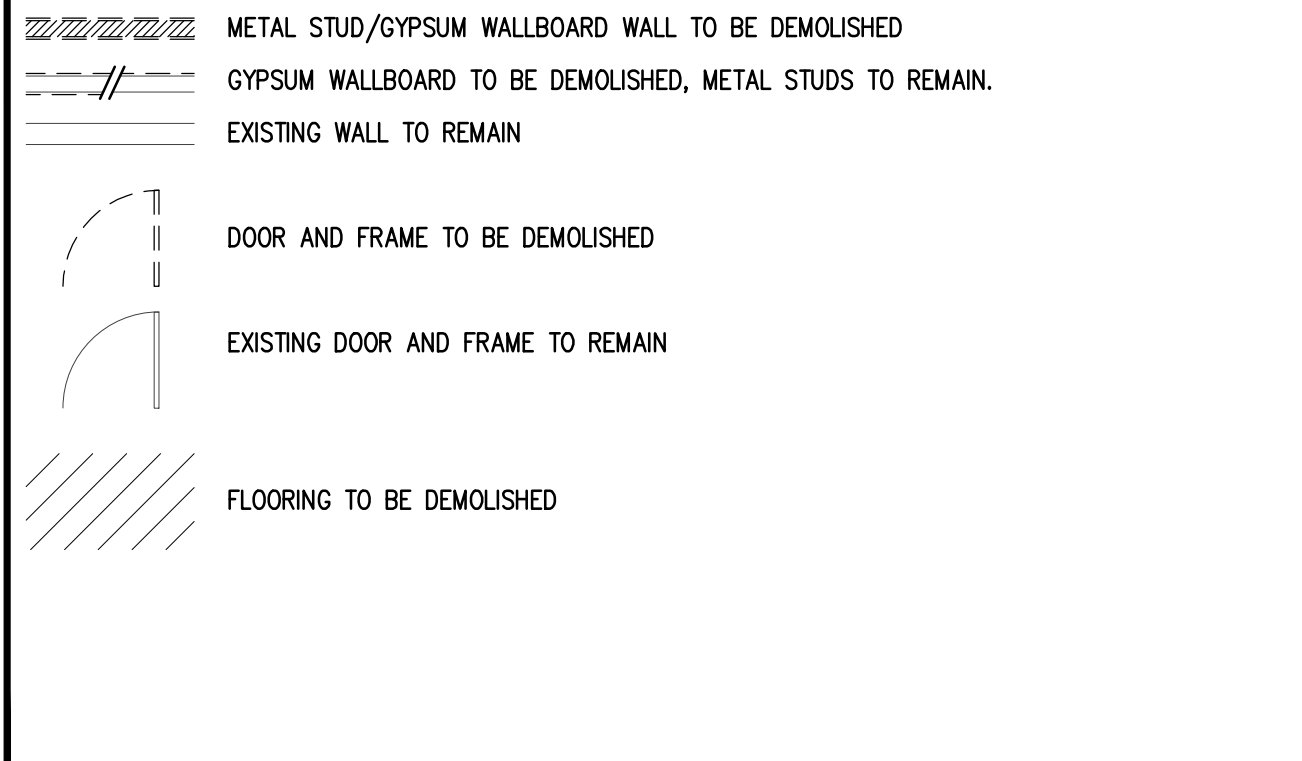 METAL STUD/GYPSUM WALLBOARD WALL TO BE DEMOLISHED
GYPSUM WALLBOARD TO BE DEMOLISHED, METAL STUDS TO REMAIN.
EXISTING WALL TO REMAIN
DOOR AND FRAME TO BE DEMOLISHED
EXISTING DOOR AND FRAME TO REMAIN
FLOORING TO BE DEMOLISHED